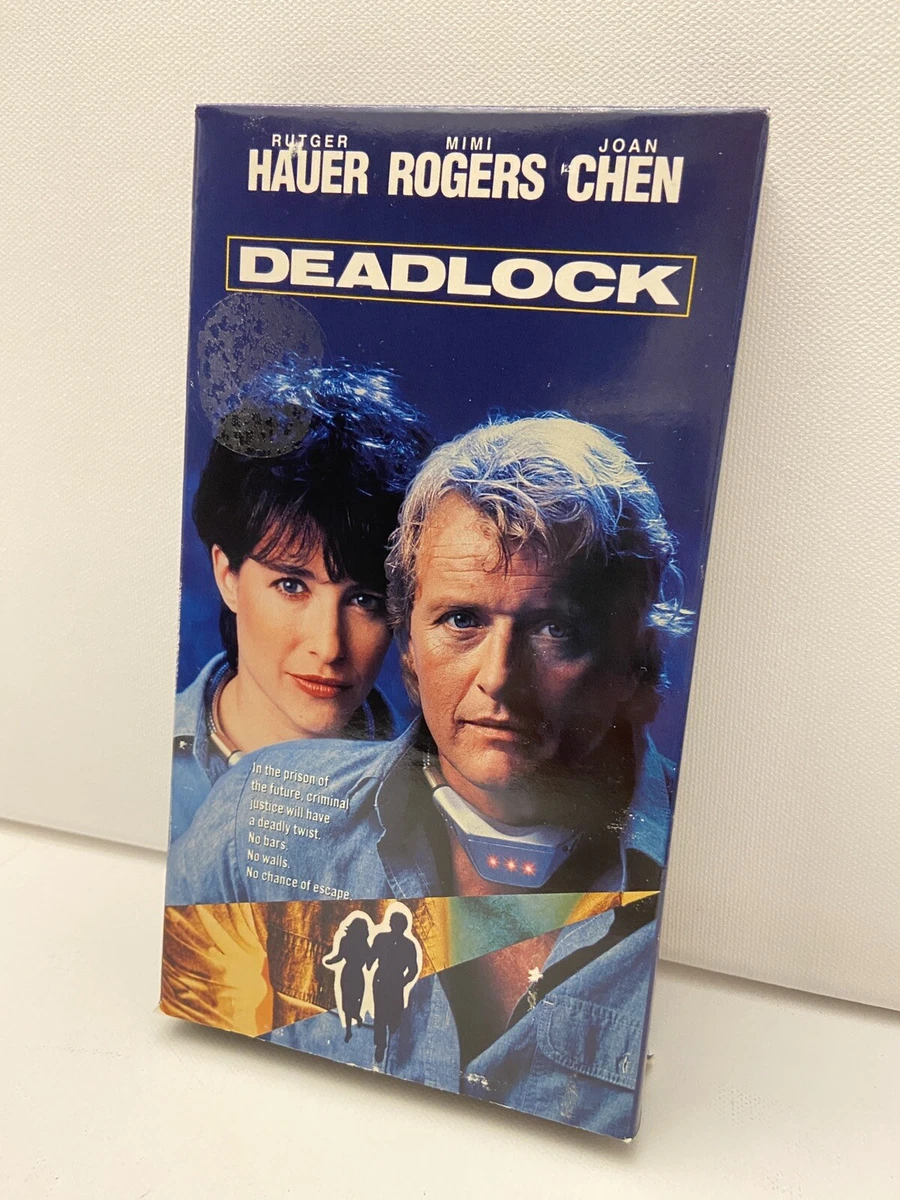 RUTGER MIMI JOAN
HAUER ROGERS CHEN
DEADLOCK
In the prison of
the future, criminal
justice will have
a deadly twist.
No bars.
No walls.
No chance of escape.